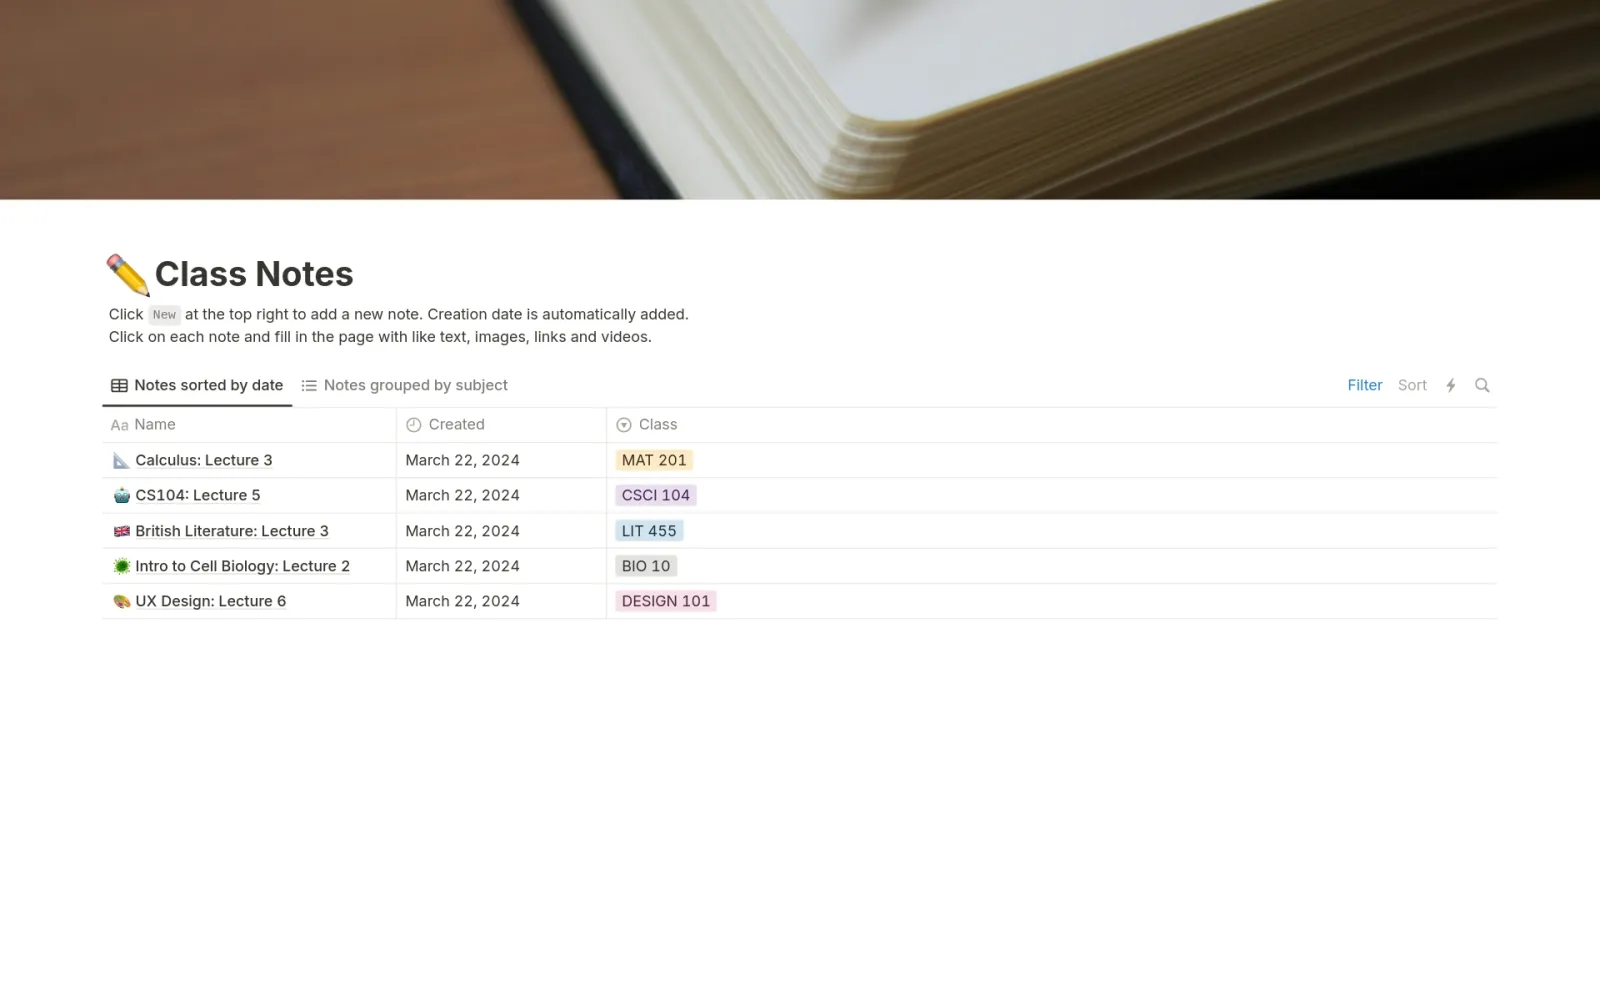 Class Notes
Click New at the top right to add a new note. Creation date is automatically added.
Click on each note and fill in the page with like text, images, links and videos.
Notes sorted by date Notes grouped by subject Filter Sort
Aa Name Created Class
Calculus: Lecture 3 March 22, 2024 MAT 201
CS104: Lecture 5 March 22, 2024 CSCI 104
British Literature: Lecture 3 March 22, 2024 LIT 455
Intro to Cell Biology: Lecture 2 March 22, 2024 BIO 10
UX Design: Lecture 6 March 22, 2024 DESIGN 101